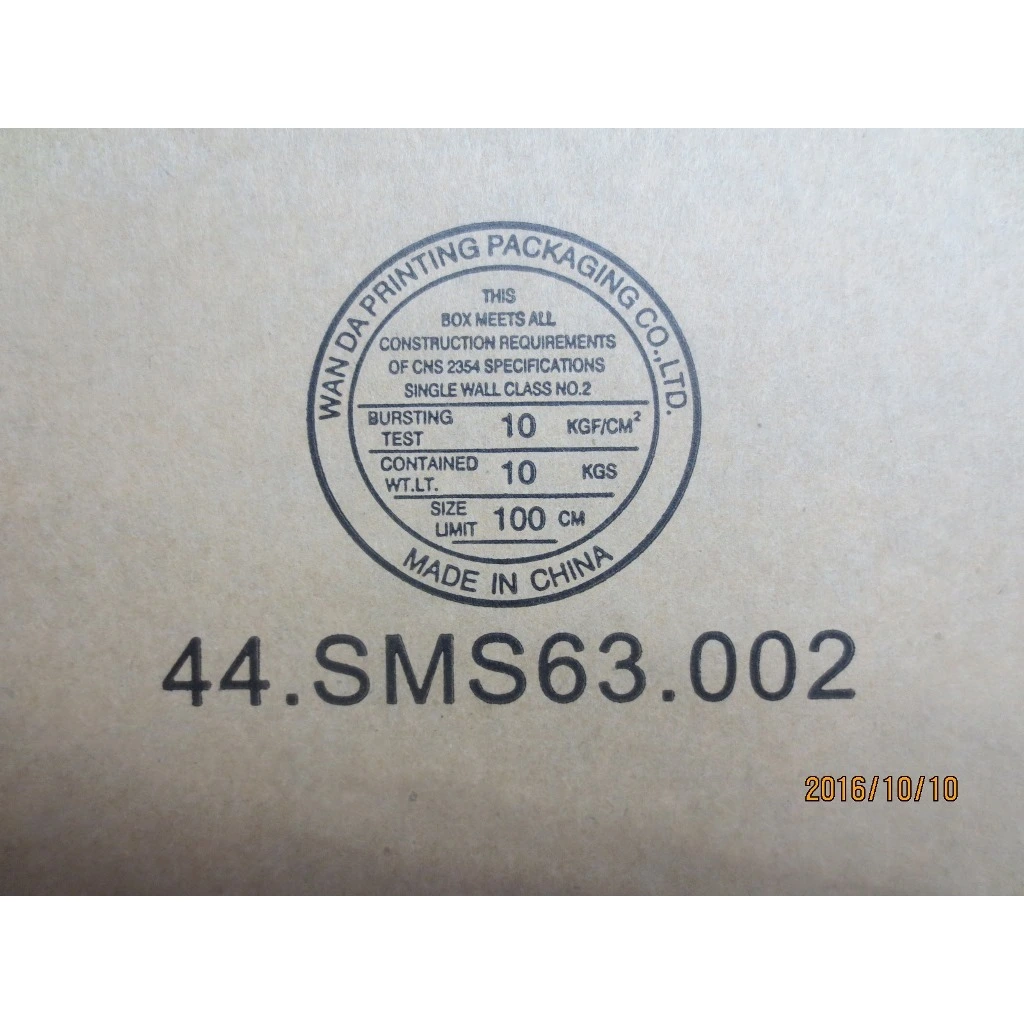 WAN DA PRINTING PACKAGING CO.,LTD.
THIS
BOX MEETS ALL
CONSTRUCTION REQUIREMENTS
OF CNS 2354 SPECIFICATIONS
SINGLE WALL CLASS NO.2
BURSTING TEST 10 KGF/CM²
CONTAINED WT.LT. 10 KGS
SIZE LIMIT 100 CM
MADE IN CHINA
44.SMS63.002
2016/10/10